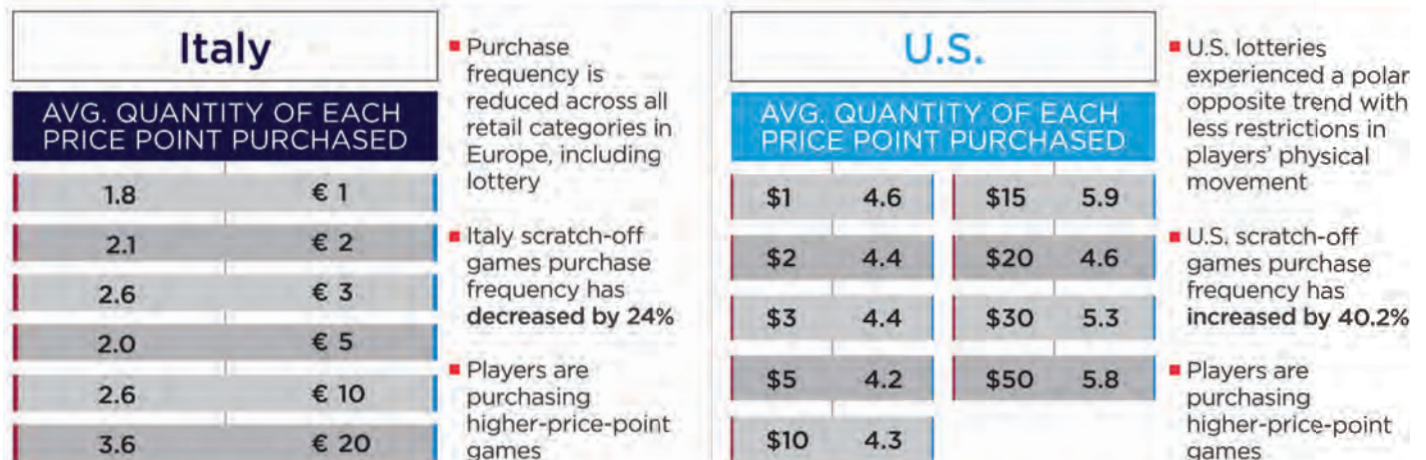 Italy
AVG. QUANTITY OF EACH
PRICE POINT PURCHASED
1.8 € 1
2.1 € 2
2.6 € 3
2.0 € 5
2.6 € 10
3.6 € 20
▪ Purchase
frequency is
reduced across all
retail categories in
Europe, including
lottery
▪ Italy scratch-off
games purchase
frequency has
decreased by 24%
▪ Players are
purchasing
higher-price-point
games
U.S.
AVG. QUANTITY OF EACH
PRICE POINT PURCHASED
$1 4.6
$2 4.4
$3 4.4
$5 4.2
$10 4.3
$15 5.9
$20 4.6
$30 5.3
$50 5.8
▪ U.S. lotteries
experienced a polar
opposite trend with
less restrictions in
players' physical
movement
▪ U.S. scratch-off
games purchase
frequency has
increased by 40.2%
▪ Players are
purchasing
higher-price-point
games